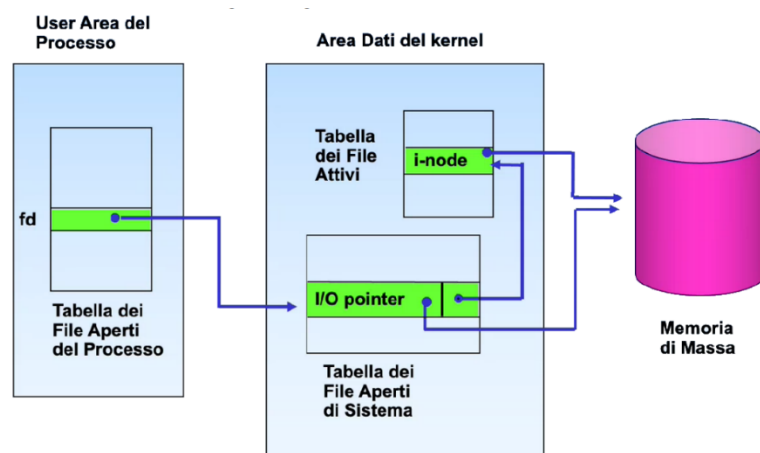 User Area del
Processo
Area Dati del kernel
Tabella
dei File
Attivi
i-node
fd
I/O pointer
Tabella dei
File Aperti
del Processo
Tabella dei
File Aperti
di Sistema
Memoria
di Massa